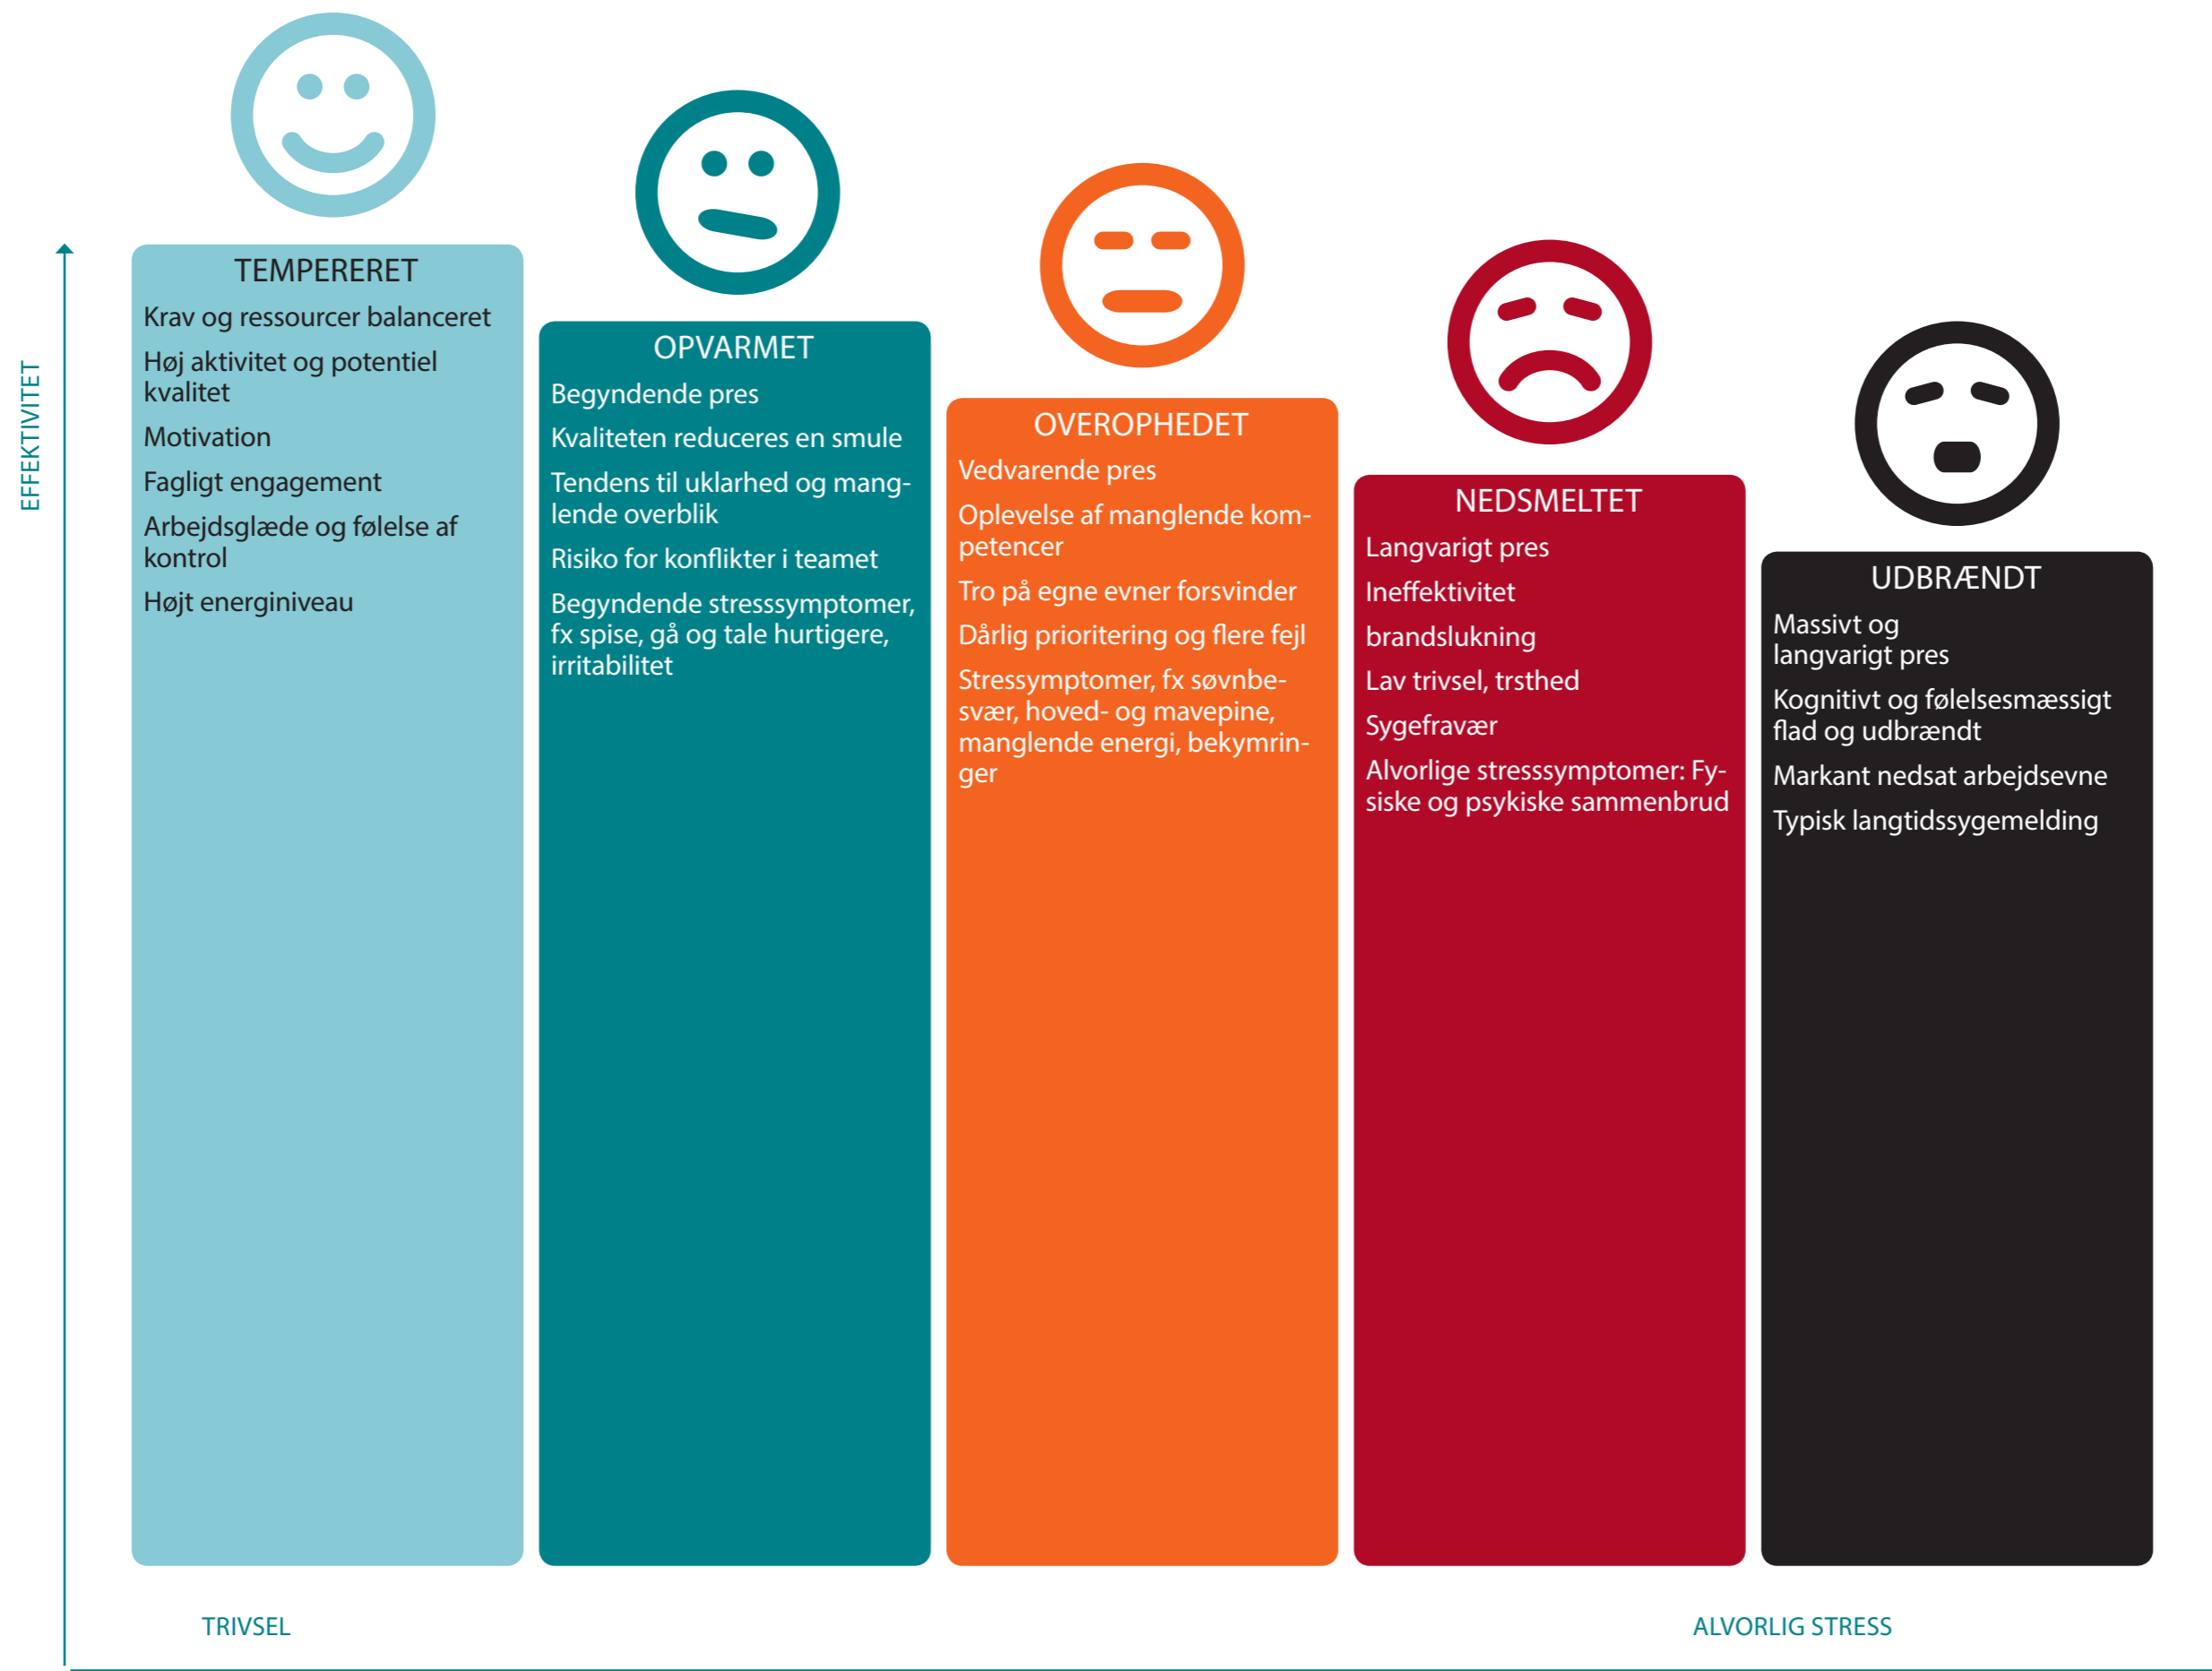 EFFEKTIVITET
TEMPERERET
Krav og ressourcer balanceret
Høj aktivitet og potentiel
kvalitet
Motivation
Fagligt engagement
Arbejdsglæde og følelse af
kontrol
Højt energiniveau
OPVARMET
Begyndende pres
Kvaliteten reduceres en smule
Tendens til uklarhed og mang-
lende overblik
Risiko for konflikter i teamet
Begyndende stresssymptomer,
fx spise, gå og tale hurtigere,
irritabilitet
OVEROPHEDET
Vedvarende pres
Oplevelse af manglende kom-
petencer
Tro på egne evner forsvinder
Dårlig prioritering og flere fejl
Stressymptomer, fx søvnbe-
svær, hoved- og mavepine,
manglende energi, bekymrin-
ger
NEDSMELTET
Langvarigt pres
Ineffektivitet
brandslukning
Lav trivsel, trsthed
Sygefravær
Alvorlige stresssymptomer: Fy-
siske og psykiske sammenbrud
UDBRÆNDT
Massivt og
langvarigt pres
Kognitivt og følelsesmæssigt
flad og udbrændt
Markant nedsat arbejdsevne
Typisk langtidssygemelding
TRIVSEL
ALVORLIG STRESS